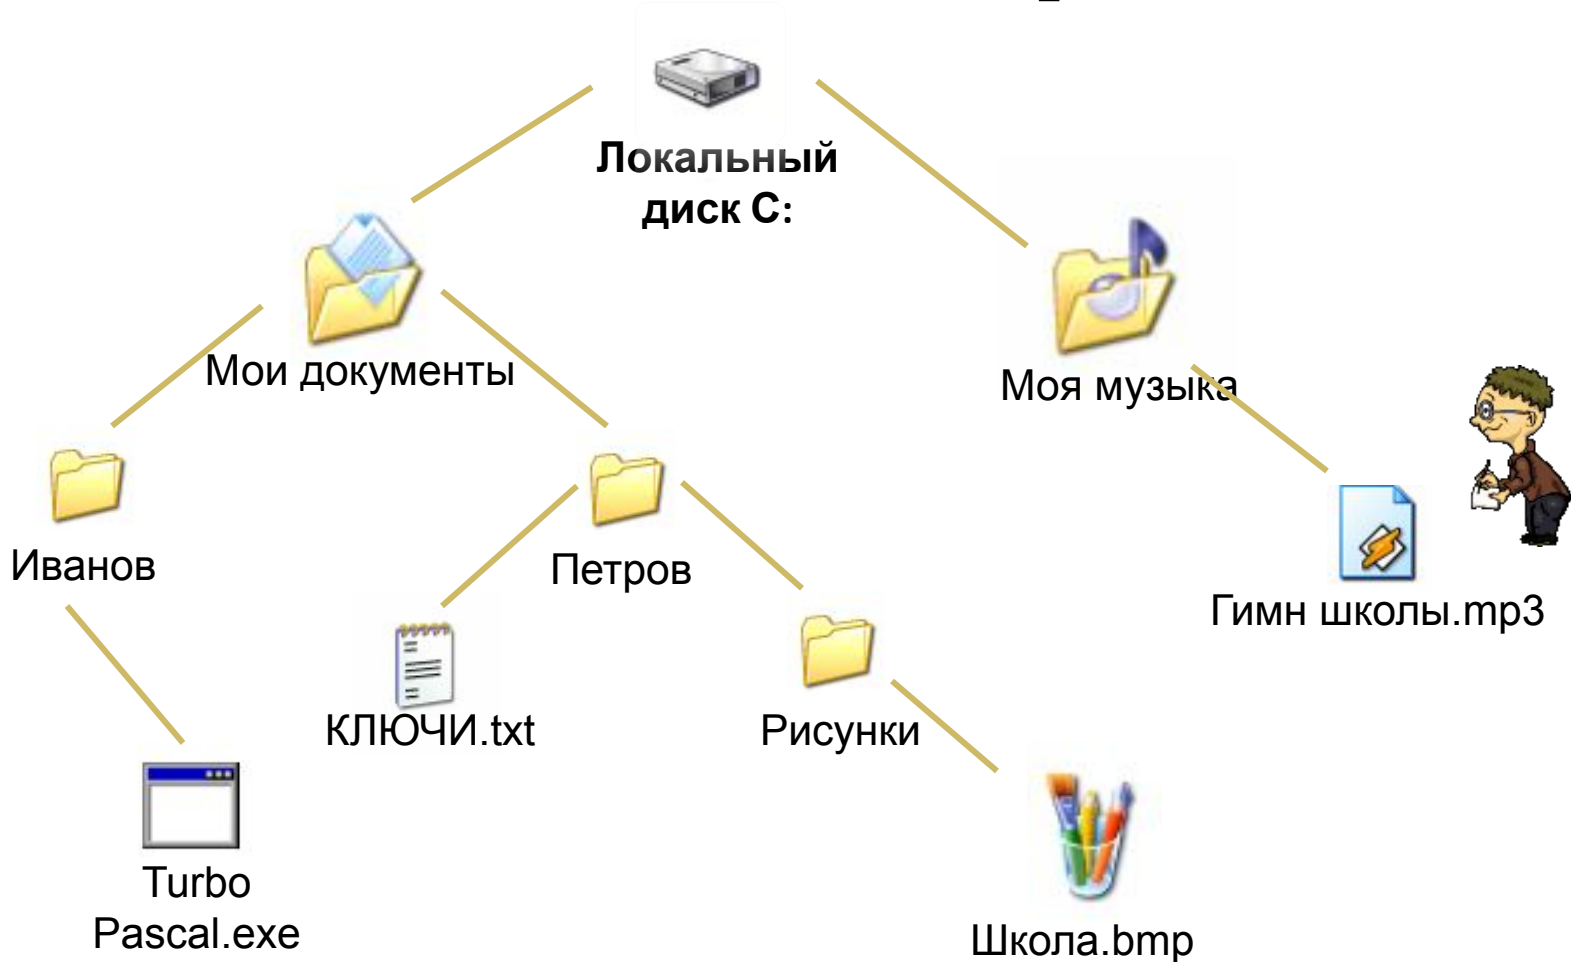 Локальный
диск C:
Мои документы
Моя музыка
Иванов
Петров
Гимн школы.mp3
КЛЮЧИ.txt
Рисунки
Turbo
Pascal.exe
Школа.bmp